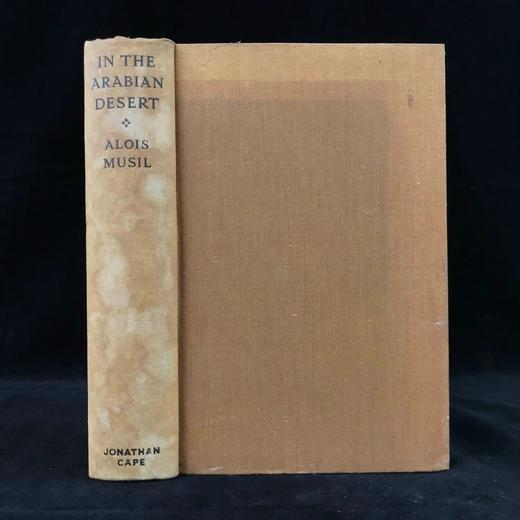 IN THE
ARABIAN
DESERT
ALOIS
MUSIL
JONATHAN
CAPE